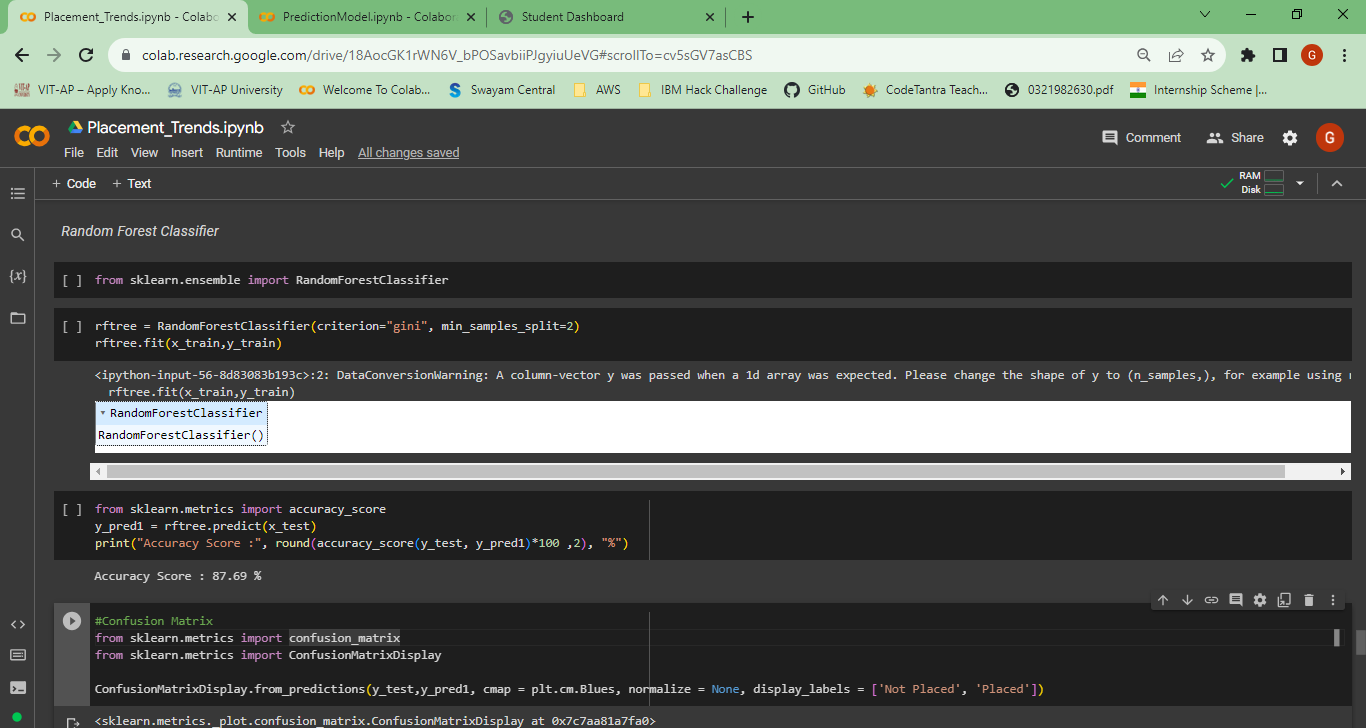 Placement_Trends.ipynb - Colabo
PredictionModel.ipynb - Colabor
Student Dashboard
colab.research.google.com/drive/18AocGK1rWN6V_bPOSavbiiPJgyiuUeVG#scrollTo=cv5sGV7asCBS
G
VIT-AP – Apply Kno...
VIT-AP University
Welcome To Colab...
Swayam Central
AWS
IBM Hack Challenge
GitHub
CodeTantra Teach...
0321982630.pdf
Internship Scheme |...
Placement_Trends.ipynb
File Edit View Insert Runtime Tools Help All changes saved
Comment
Share
G
+ Code + Text
RAM
Disk
Random Forest Classifier
{x}
[ ] from sklearn.ensemble import RandomForestClassifier
[ ] rftree = RandomForestClassifier(criterion="gini", min_samples_split=2)
rftree.fit(x_train,y_train)
<ipython-input-56-8d83083b193c>:2: DataConversionWarning: A column-vector y was passed when a 1d array was expected. Please change the shape of y to (n_samples,), for example using
rftree.fit(x_train,y_train)
RandomForestClassifier
RandomForestClassifier()
[ ] from sklearn.metrics import accuracy_score
y_pred1 = rftree.predict(x_test)
print("Accuracy Score :", round(accuracy_score(y_test, y_pred1)*100 ,2), "%")
Accuracy Score : 87.69 %
#Confusion Matrix
from sklearn.metrics import confusion_matrix
from sklearn.metrics import ConfusionMatrixDisplay
ConfusionMatrixDisplay.from_predictions(y_test,y_pred1, cmap = plt.cm.Blues, normalize = None, display_labels = ['Not Placed', 'Placed'])
<sklearn.metrics._plot.confusion_matrix.ConfusionMatrixDisplay at 0x7c7aa81a7fa0>